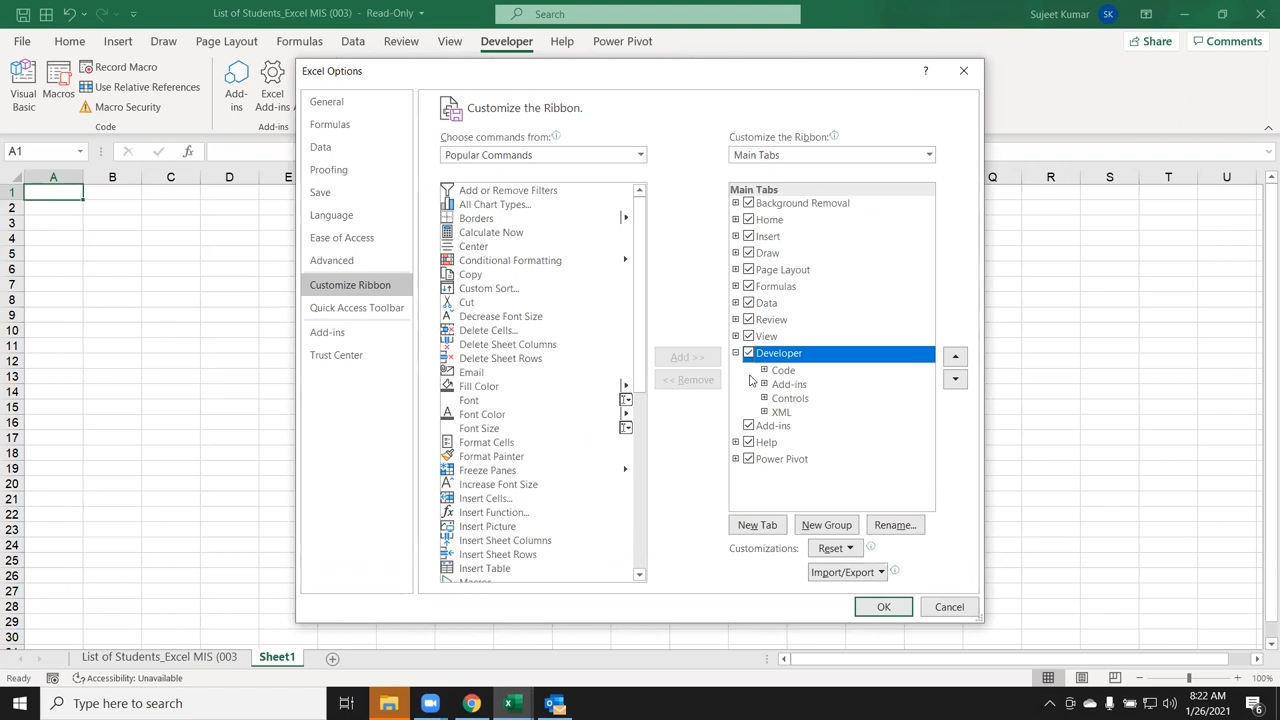 List of Students_Excel MIS (003) - Read-Only
Search
Sujeet Kumar
SK
File Home Insert Draw Page Layout Formulas Data Review View Developer Help Power Pivot
Share
Comments
Visual Basic
Macros
Record Macro
Use Relative References
Macro Security
Code
Add-ins
Excel Add-ins
Add-ins
Excel Options
?
General
Formulas
Data
Proofing
Save
Language
Ease of Access
Advanced
Customize Ribbon
Quick Access Toolbar
Add-ins
Trust Center
Customize the Ribbon.
Choose commands from:
Popular Commands
Add or Remove Filters
All Chart Types...
Borders
Calculate Now
Center
Conditional Formatting
Copy
Custom Sort...
Cut
Decrease Font Size
Delete Cells...
Delete Sheet Columns
Delete Sheet Rows
Email
Fill Color
Font
Font Color
Font Size
Format Cells
Format Painter
Freeze Panes
Increase Font Size
Insert Cells...
Insert Function...
Insert Picture
Insert Sheet Columns
Insert Sheet Rows
Insert Table
Macros
Add >>
<< Remove
Customize the Ribbon:
Main Tabs
Main Tabs
Background Removal
Home
Insert
Draw
Page Layout
Formulas
Data
Review
View
Developer
Code
Add-ins
Controls
XML
Add-ins
Help
Power Pivot
New Tab
New Group
Rename...
Customizations:
Reset
Import/Export
OK
Cancel
A1
fx
A B C D E Q R S T U
1
2
3
4
5
6
7
8
9
10
11
12
13
14
15
16
17
18
19
20
21
22
23
24
25
26
27
28
29
30
List of Students_Excel MIS (003
Sheet1
Ready
Accessibility: Unavailable
100%
Type here to search
8:22 AM
1/26/2021